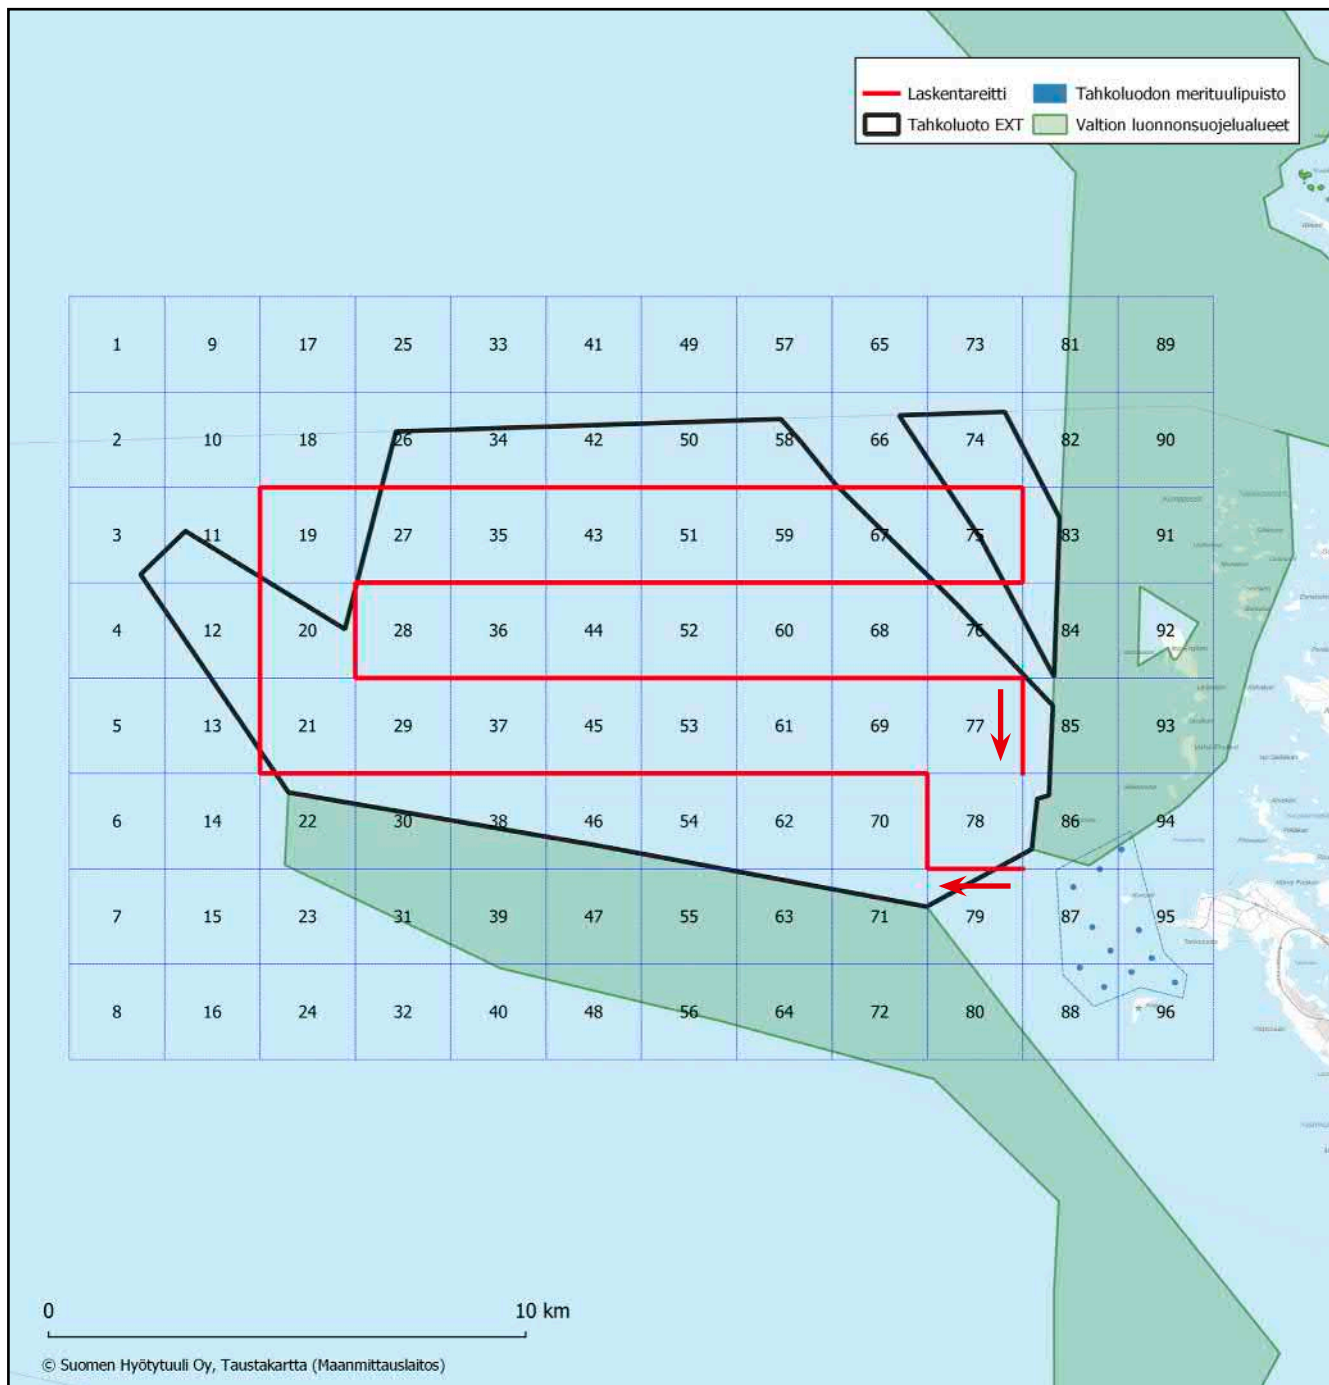 Laskentareitti Tahkoluodon merituulipuisto
Tahkoluoto EXT Valtion luonnonsuojelualueet
1 9 17 25 33 41 49 57 65 73 81 89
2 10 18 26 34 42 50 58 66 74 82 90
3 11 19 27 35 43 51 59 67 75 83 91
4 12 20 28 36 44 52 60 68 76 84 92
5 13 21 29 37 45 53 61 69 77 85 93
6 14 22 30 38 46 54 62 70 78 86 94
7 15 23 31 39 47 55 63 71 79 87 95
8 16 24 32 40 48 56 64 72 80 88 96
0 10 km
© Suomen Hyötytuuli Oy, Taustakartta (Maanmittauslaitos)